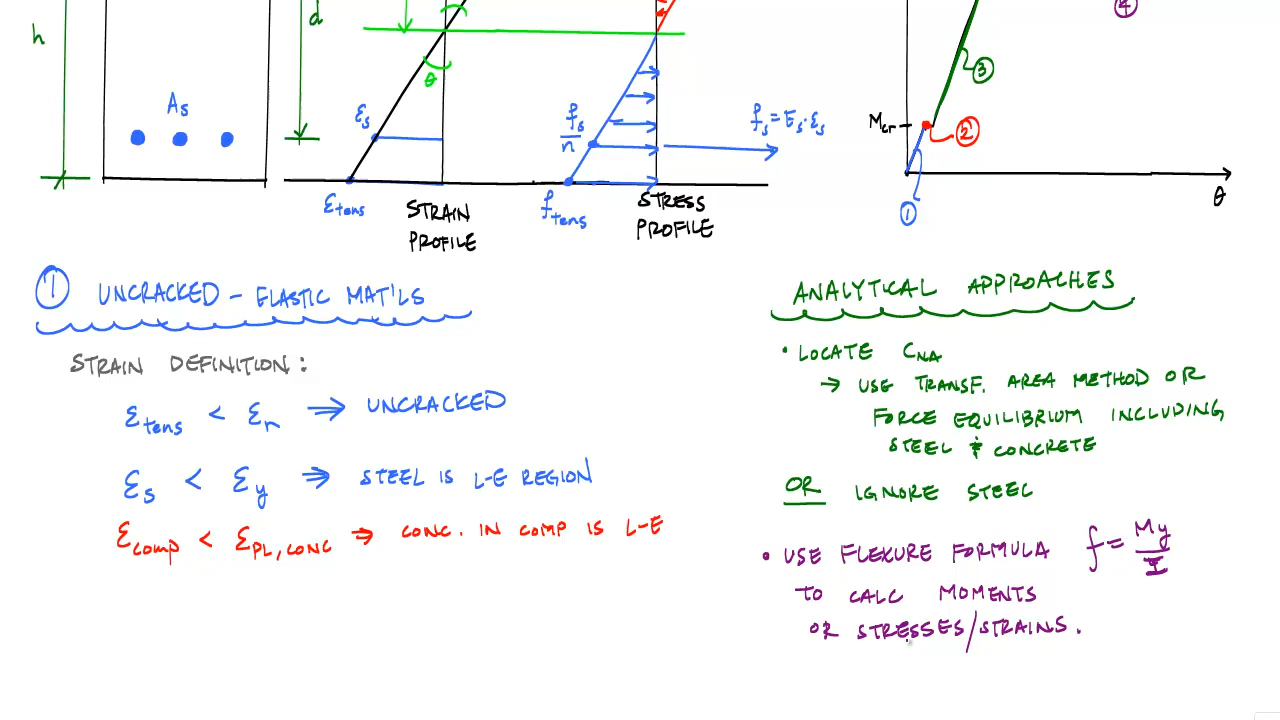 h
d
As
εs
θ
εtens
STRAIN
PROFILE
fs/n
ftens
STRESS
PROFILE
fs = Es·εs
4
3
Mcr
2
1
θ
1 UNCRACKED - ELASTIC MAT'LS
STRAIN DEFINITION:
εtens < εr ⇒ UNCRACKED
εs < εy ⇒ STEEL IS L-E REGION
εcomp < εPL,CONC → CONC. IN COMP IS L-E
ANALYTICAL APPROACHES
• LOCATE CNA
→ USE TRANSF. AREA METHOD OR
FORCE EQUILIBRIUM INCLUDING
STEEL & CONCRETE
OR IGNORE STEEL
• USE FLEXURE FORMULA f = My/I
TO CALC MOMENTS
OR STRESSES/STRAINS.